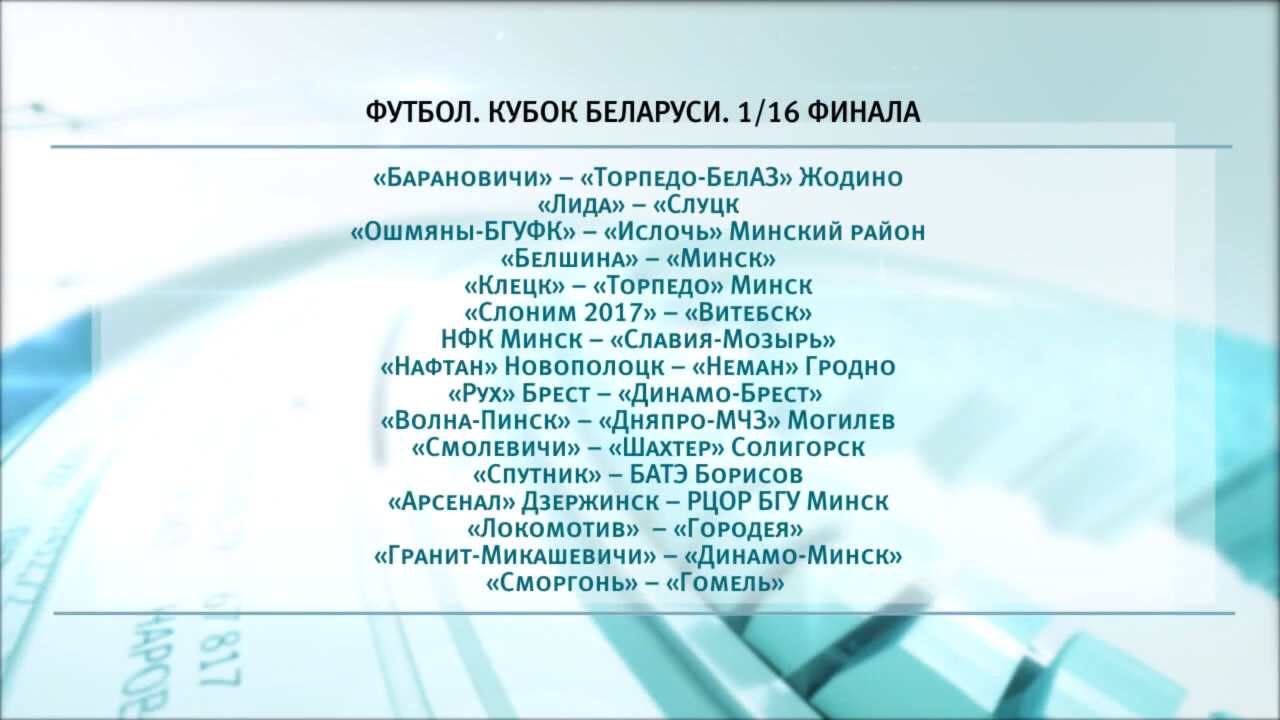 ФУТБОЛ. КУБОК БЕЛАРУСИ. 1/16 ФИНАЛА
«Барановичи» – «Торпедо-БелАЗ» Жодино
«Лида» – «Слуцк
«Ошмяны-БГУФК» – «Ислочь» Минский район
«Белшина» – «Минск»
«Клецк» – «Торпедо» Минск
«Слоним 2017» – «Витебск»
НФК Минск – «Славия-Мозырь»
«Нафтан» Новополоцк – «Неман» Гродно
«Рух» Брест – «Динамо-Брест»
«Волна-Пинск» – «Дняпро-МЧЗ» Могилев
«Смолевичи» – «Шахтер» Солигорск
«Спутник» – БАТЭ Борисов
«Арсенал» Дзержинск – РЦОР БГУ Минск
«Локомотив»  – «Городея»
«Гранит-Микашевичи» – «Динамо-Минск»
«Сморгонь» – «Гомель»
67 817